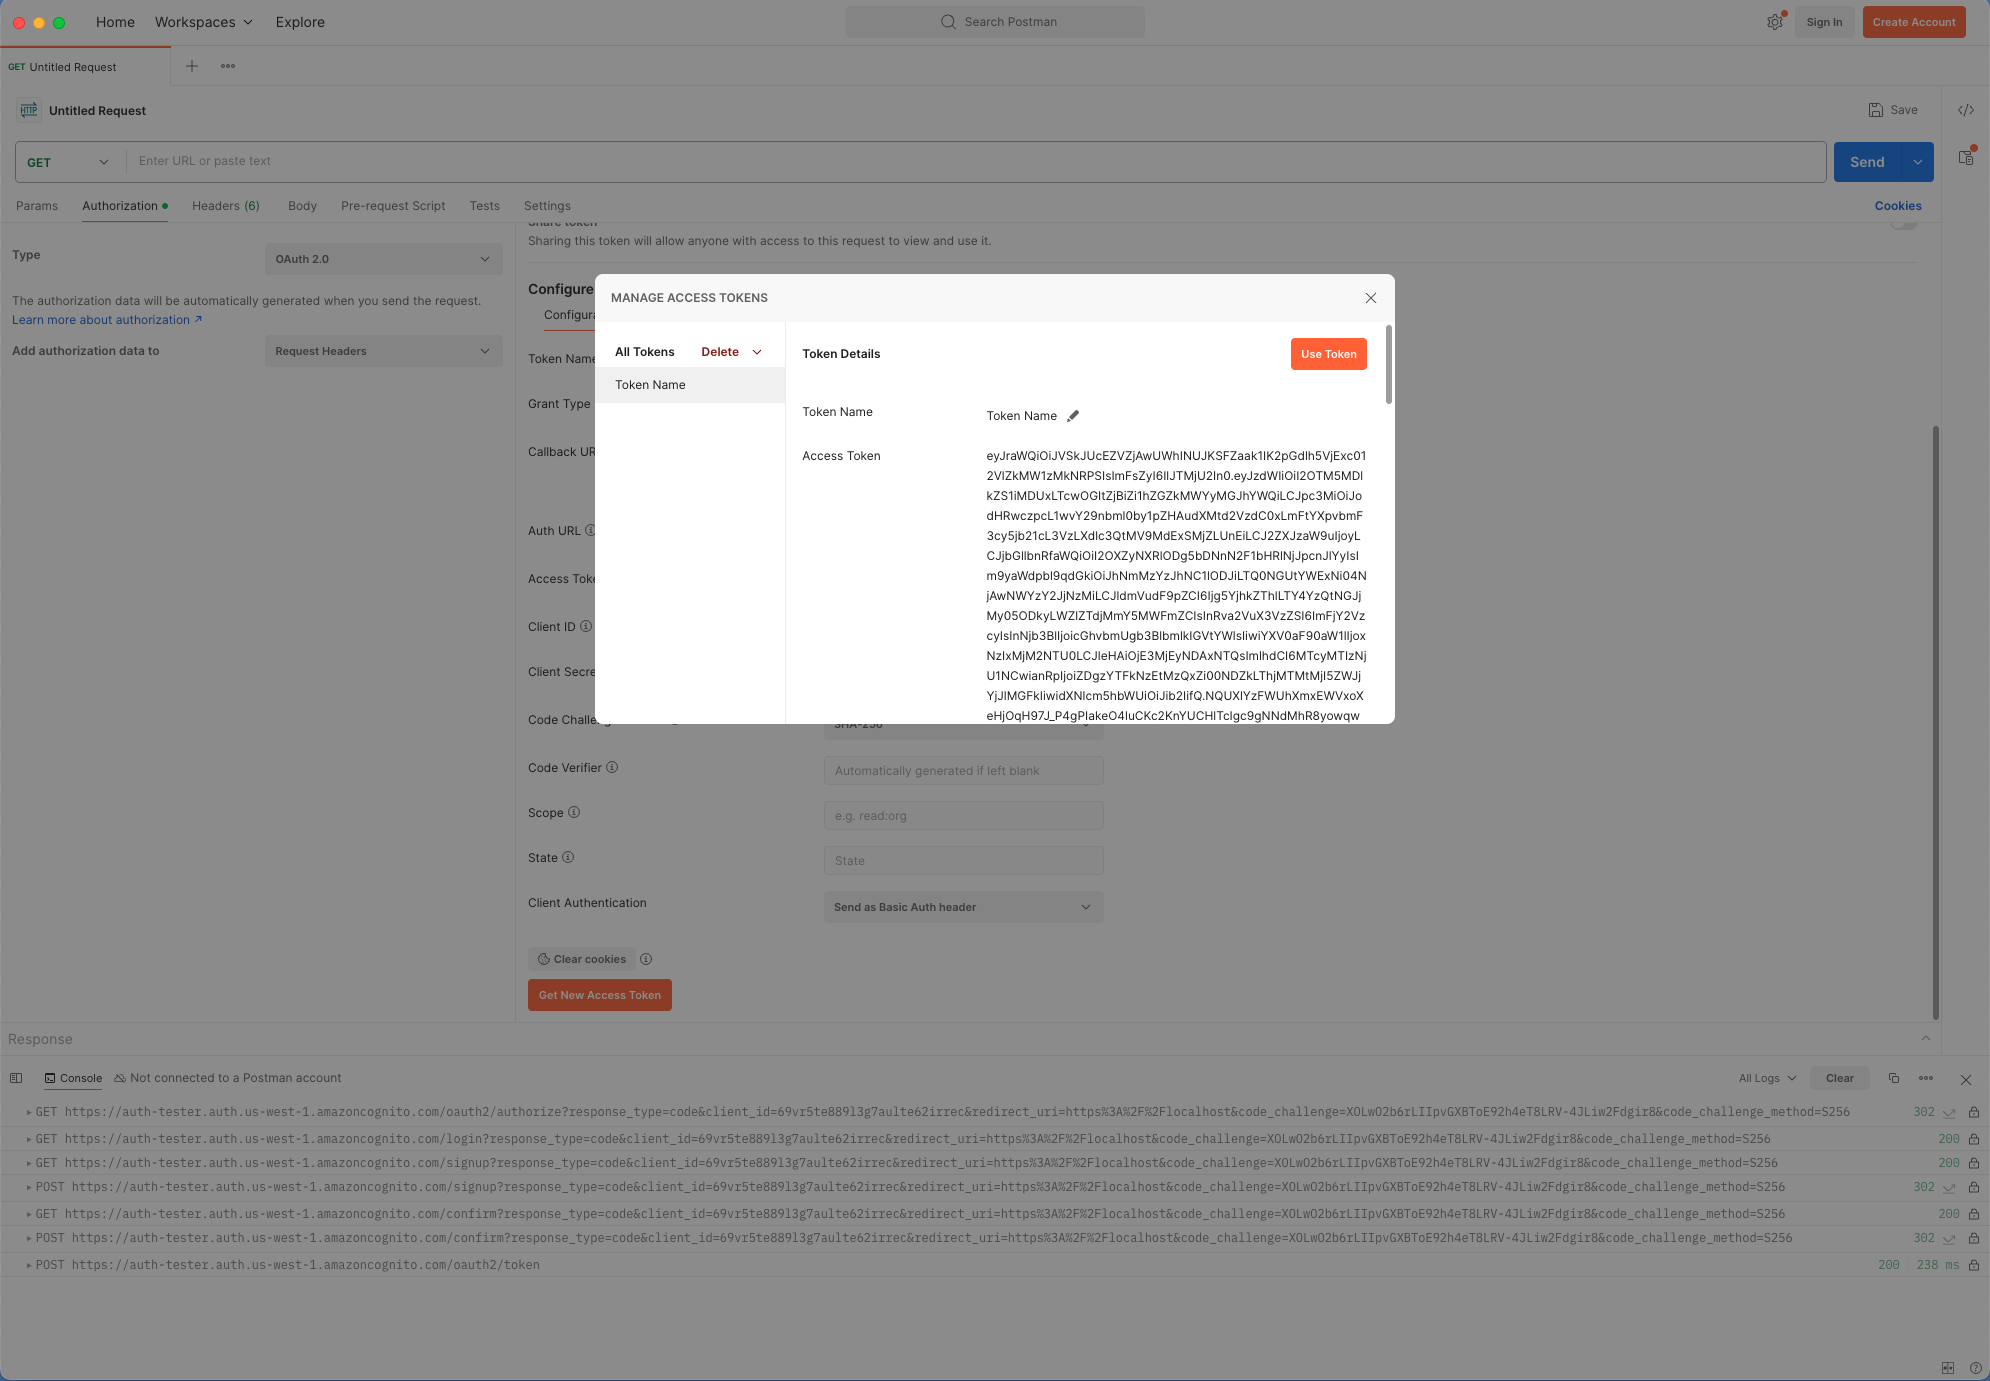 Home Workspaces Explore
Search Postman
Sign In Create Account
GET Untitled Request
HTTP Untitled Request
Save
GET Enter URL or paste text
Send
Params Authorization Headers (6) Body Pre-request Script Tests Settings
Cookies
Share token
Sharing this token will allow anyone with access to this request to view and use it.
Type OAuth 2.0
The authorization data will be automatically generated when you send the request.
Learn more about authorization ↗
Add authorization data to Request Headers
Configure
Configura
Token Name
Grant Type
Callback UR
Auth URL
Access Toke
Client ID
Client Secre
Code Challeng
SHA-256
Code Verifier
Automatically generated if left blank
Scope
e.g. read:org
State
State
Client Authentication
Send as Basic Auth header
Clear cookies
Get New Access Token
MANAGE ACCESS TOKENS
All Tokens Delete
Token Name
Token Details
Use Token
Token Name Token Name
Access Token
Response
Console Not connected to a Postman account
All Logs Clear
GET https://auth-tester.auth.us-west-1.amazoncognito.com/oauth2/authorize?response_type=code&client_id=69vr5te889l3g7aulte62irrec&redirect_uri=https%3A%2F%2Flocalhost&code_challenge=XOLwO2b6rLIIpvGXBToE92h4eT8LRV-4JLiw2Fdgir8&code_challenge_method=S256 302
GET https://auth-tester.auth.us-west-1.amazoncognito.com/login?response_type=code&client_id=69vr5te889l3g7aulte62irrec&redirect_uri=https%3A%2F%2Flocalhost&code_challenge=XOLwO2b6rLIIpvGXBToE92h4eT8LRV-4JLiw2Fdgir8&code_challenge_method=S256 200
GET https://auth-tester.auth.us-west-1.amazoncognito.com/signup?response_type=code&client_id=69vr5te889l3g7aulte62irrec&redirect_uri=https%3A%2F%2Flocalhost&code_challenge=XOLwO2b6rLIIpvGXBToE92h4eT8LRV-4JLiw2Fdgir8&code_challenge_method=S256 200
POST https://auth-tester.auth.us-west-1.amazoncognito.com/signup?response_type=code&client_id=69vr5te889l3g7aulte62irrec&redirect_uri=https%3A%2F%2Flocalhost&code_challenge=XOLwO2b6rLIIpvGXBToE92h4eT8LRV-4JLiw2Fdgir8&code_challenge_method=S256 302
GET https://auth-tester.auth.us-west-1.amazoncognito.com/confirm?response_type=code&client_id=69vr5te889l3g7aulte62irrec&redirect_uri=https%3A%2F%2Flocalhost&code_challenge=XOLwO2b6rLIIpvGXBToE92h4eT8LRV-4JLiw2Fdgir8&code_challenge_method=S256 200
POST https://auth-tester.auth.us-west-1.amazoncognito.com/confirm?response_type=code&client_id=69vr5te889l3g7aulte62irrec&redirect_uri=https%3A%2F%2Flocalhost&code_challenge=XOLwO2b6rLIIpvGXBToE92h4eT8LRV-4JLiw2Fdgir8&code_challenge_method=S256 302
POST https://auth-tester.auth.us-west-1.amazoncognito.com/oauth2/token 200 238 ms